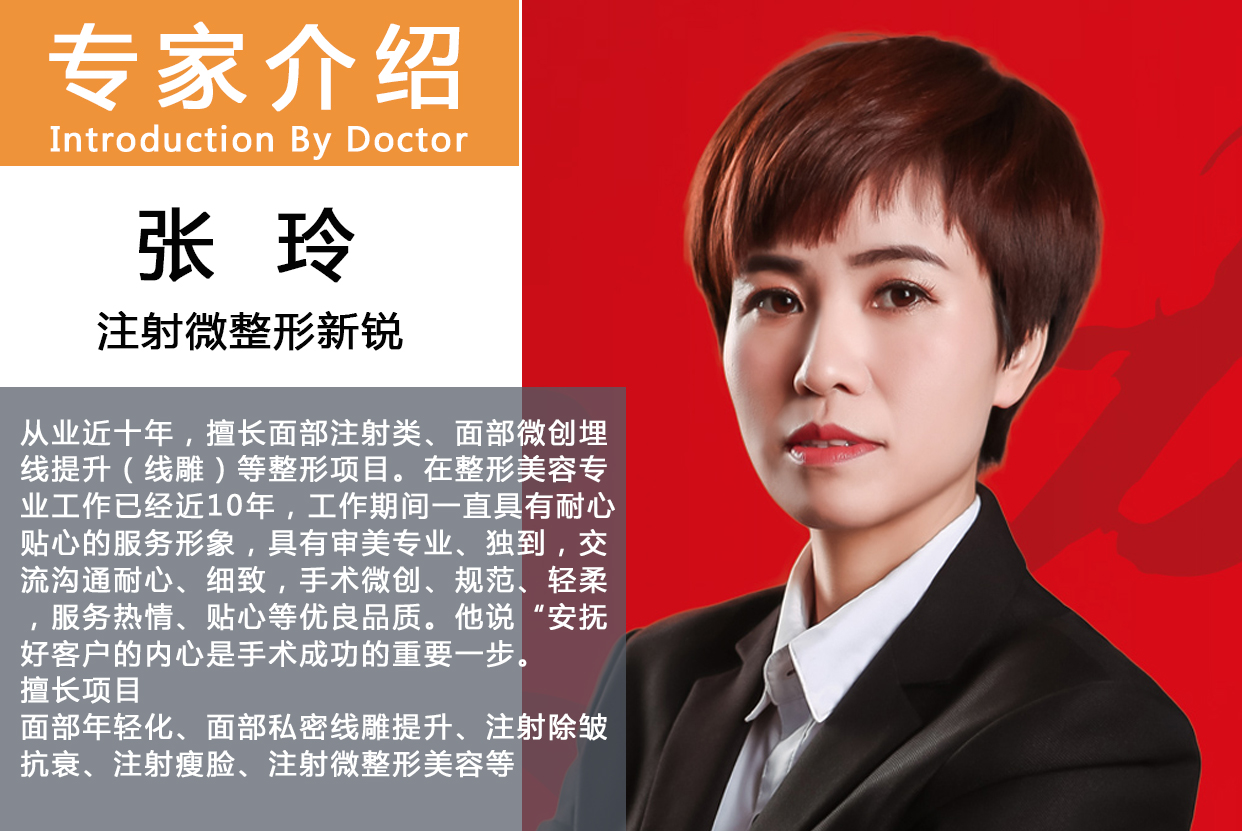 专家介绍
Introduction By Doctor
张 玲
注射微整形新锐
从业近十年，擅长面部注射类、面部微创埋
线提升（线雕）等整形项目。在整形美容专
业工作已经近10年，工作期间一直具有耐心
贴心的服务形象，具有审美专业、独到，交
流沟通耐心、细致，手术微创、规范、轻柔
，服务热情、贴心等优良品质。他说“安抚
好客户的内心是手术成功的重要一步。
擅长项目
面部年轻化、面部私密线雕提升、注射除皱
抗衰、注射瘦脸、注射微整形美容等